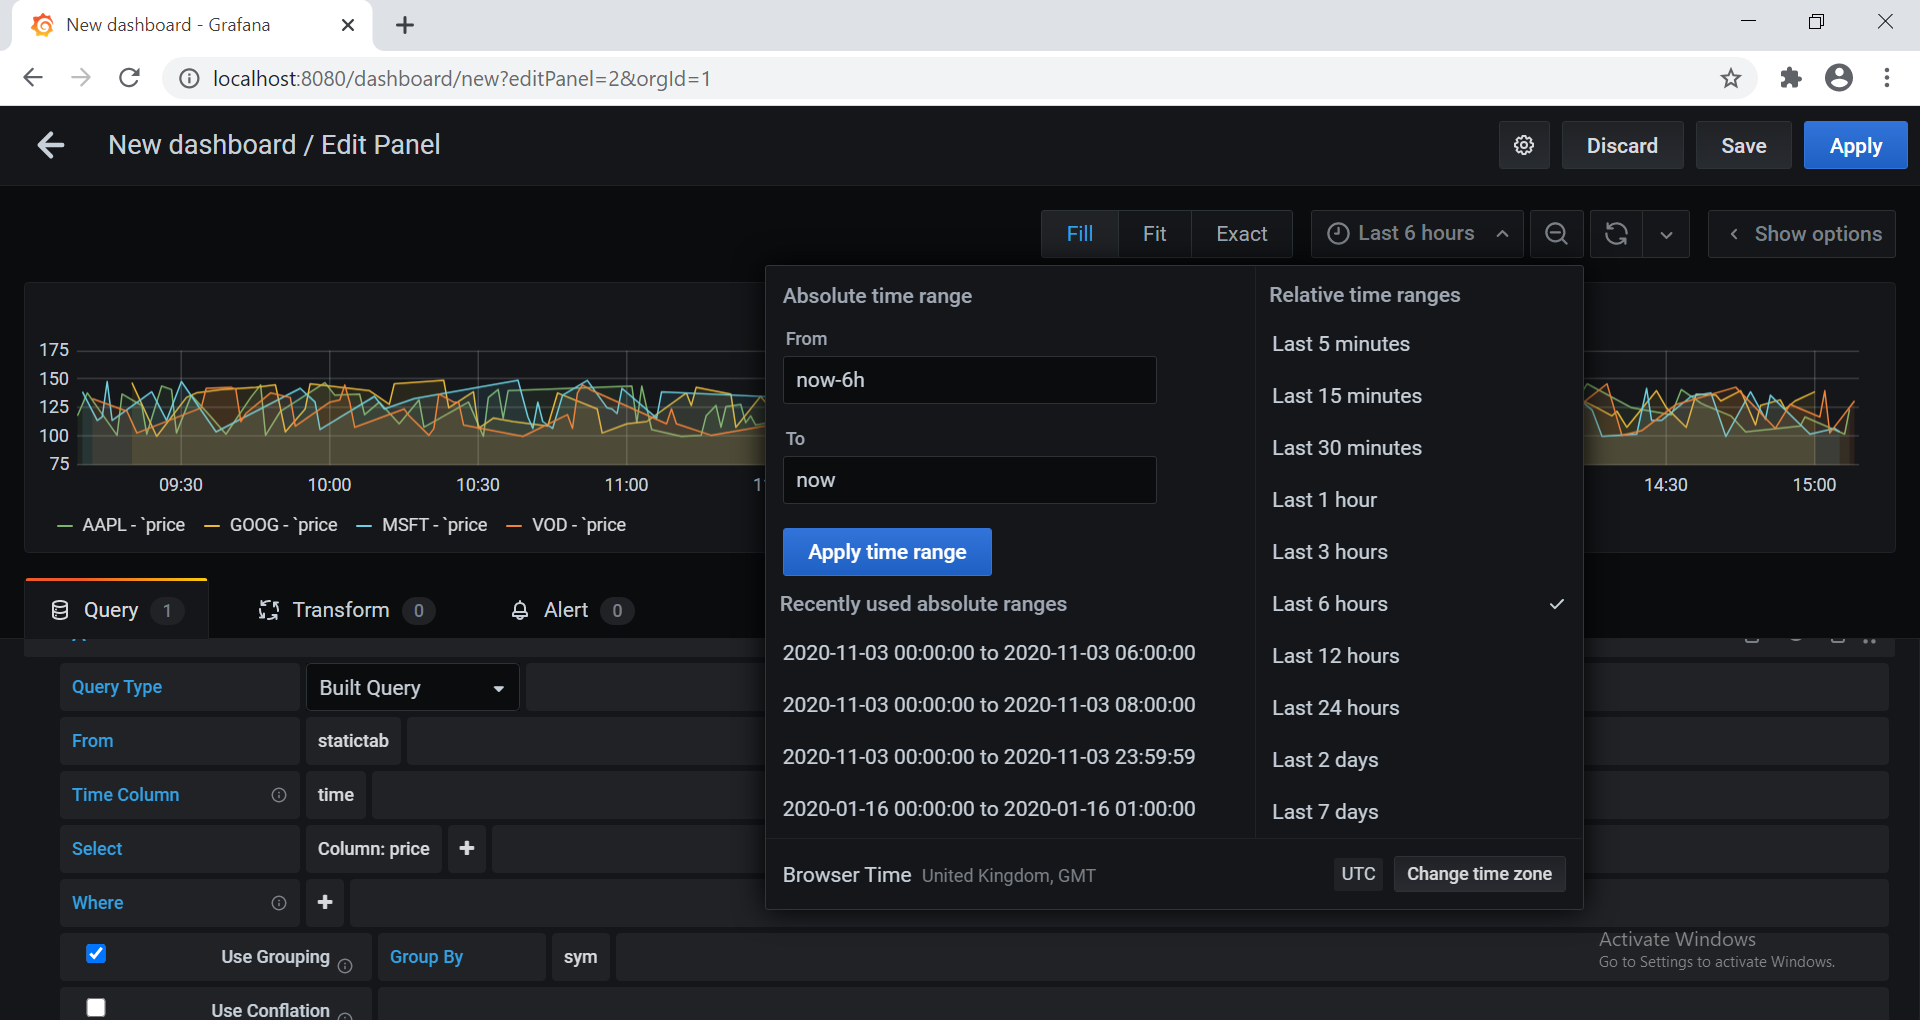 New dashboard - Grafana
localhost:8080/dashboard/new?editPanel=2&orgId=1
New dashboard / Edit Panel
Discard
Save
Apply
Fill
Fit
Exact
Last 6 hours
Show options
Absolute time range
From
now-6h
To
now
Apply time range
Recently used absolute ranges
2020-11-03 00:00:00 to 2020-11-03 06:00:00
2020-11-03 00:00:00 to 2020-11-03 08:00:00
2020-11-03 00:00:00 to 2020-11-03 23:59:59
2020-01-16 00:00:00 to 2020-01-16 01:00:00
Relative time ranges
Last 5 minutes
Last 15 minutes
Last 30 minutes
Last 1 hour
Last 3 hours
Last 6 hours
Last 12 hours
Last 24 hours
Last 2 days
Last 7 days
Browser Time United Kingdom, GMT
UTC
Change time zone
175
150
125
100
75
09:30
10:00
10:30
11:00
14:30
15:00
AAPL - `price
GOOG - `price
MSFT - `price
VOD - `price
Query 1
Transform 0
Alert 0
Query Type
Built Query
From
statictab
Time Column
time
Select
Column: price
+
Where
+
Use Grouping
Group By
sym
Use Conflation
Activate Windows
Go to Settings to activate Windows.